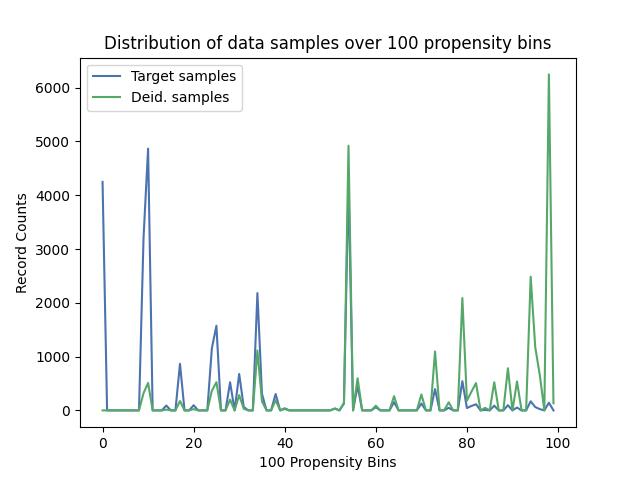 Distribution of data samples over 100 propensity bins
Target samples
Deid. samples
6000
5000
4000
3000
2000
1000
0
Record Counts
0 20 40 60 80 100
100 Propensity Bins